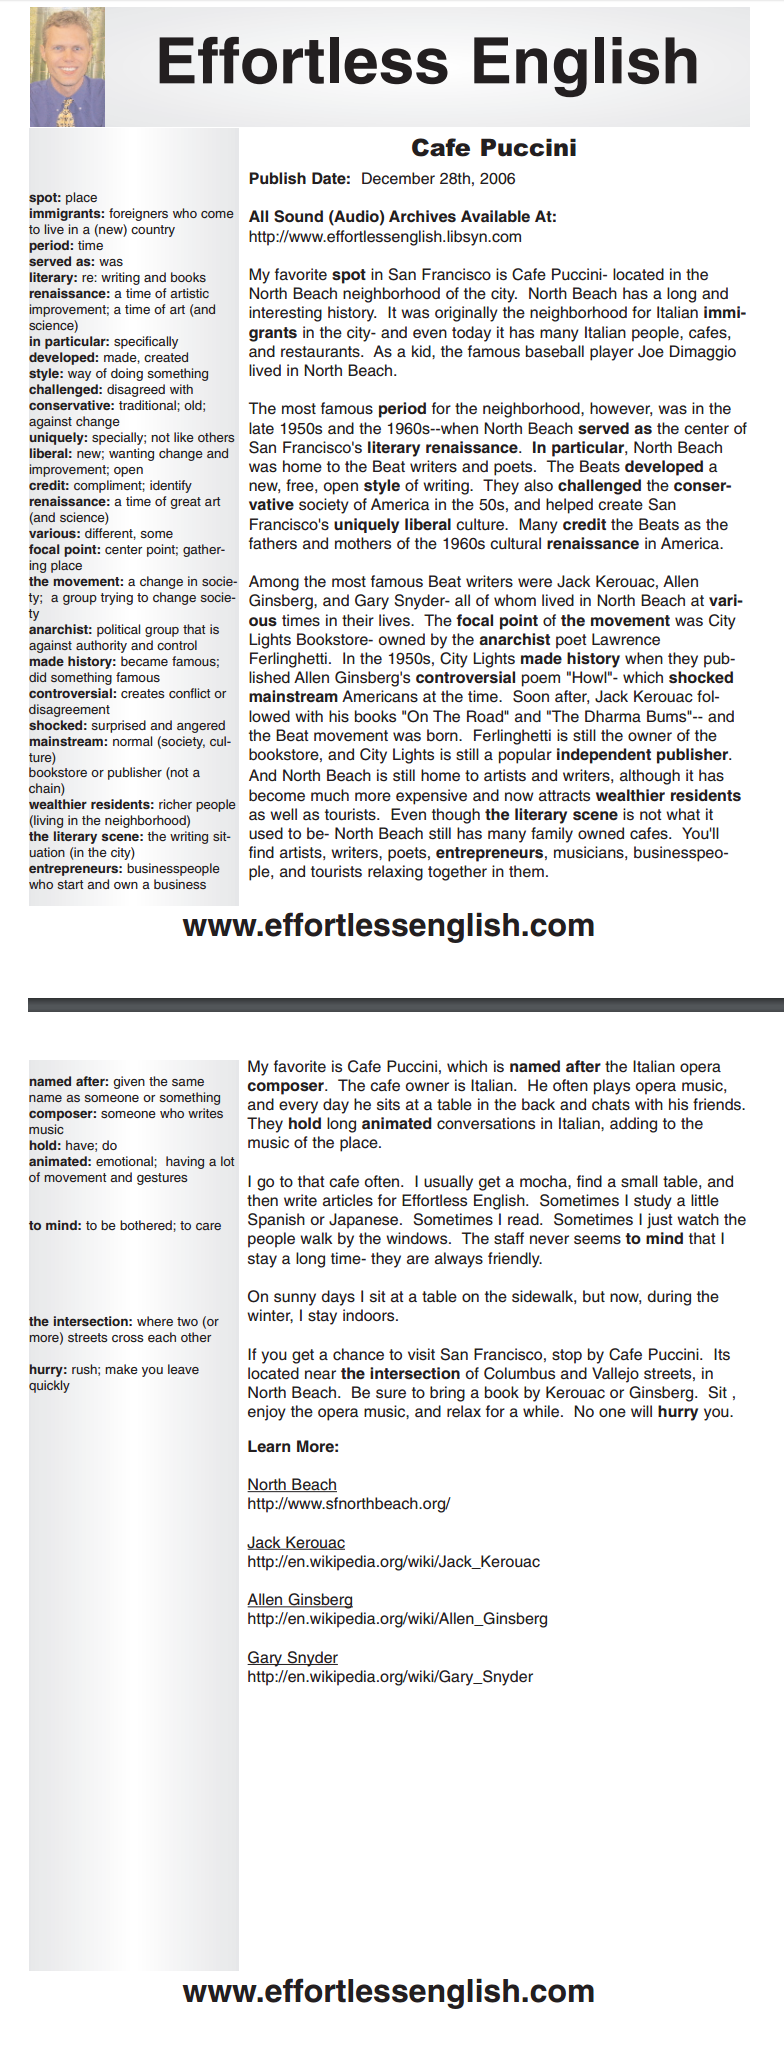 Effortless English
Cafe Puccini
Publish Date:  December 28th, 2006
All Sound (Audio) Archives Available At:
http://www.effortlessenglish.libsyn.com
spot: place
immigrants: foreigners who come
to live in a (new) country
period: time
served as: was
literary: re: writing and books
renaissance: a time of artistic
improvement; a time of art (and
science)
in particular: specifically
developed: made, created
style: way of doing something
challenged: disagreed with
conservative: traditional; old;
against change
uniquely: specially; not like others
liberal: new; wanting change and
improvement; open
credit: compliment; identify
renaissance: a time of great art
(and science)
various: different, some
focal point: center point; gather-
ing place
the movement: a change in socie-
ty;  a group trying to change socie-
ty
anarchist: political group that is
against authority and control
made history: became famous;
did something famous
controversial: creates conflict or
disagreement
shocked: surprised and angered
mainstream: normal (society, cul-
ture)
bookstore or publisher (not a
chain)
wealthier residents: richer people
(living in the neighborhood)
the literary scene: the writing sit-
uation (in the city)
entrepreneurs: businesspeople
who start and own a business
My favorite spot in San Francisco is Cafe Puccini- located in the
North Beach neighborhood of the city.  North Beach has a long and
interesting history.  It was originally the neighborhood for Italian immi-
grants in the city- and even today it has many Italian people, cafes,
and restaurants.  As a kid, the famous baseball player Joe Dimaggio
lived in North Beach.
The most famous period for the neighborhood, however, was in the
late 1950s and the 1960s--when North Beach served as the center of
San Francisco's literary renaissance.  In particular, North Beach
was home to the Beat writers and poets.  The Beats developed a
new, free, open style of writing.  They also challenged the conser-
vative society of America in the 50s, and helped create San
Francisco's uniquely liberal culture.  Many credit the Beats as the
fathers and mothers of the 1960s cultural renaissance in America.
Among the most famous Beat writers were Jack Kerouac, Allen
Ginsberg, and Gary Snyder- all of whom lived in North Beach at vari-
ous times in their lives.  The focal point of the movement was City
Lights Bookstore- owned by the anarchist poet Lawrence
Ferlinghetti.  In the 1950s, City Lights made history when they pub-
lished Allen Ginsberg's controversial poem "Howl"- which shocked
mainstream Americans at the time.  Soon after, Jack Kerouac fol-
lowed with his books "On The Road" and "The Dharma Bums"-- and
the Beat movement was born.  Ferlinghetti is still the owner of the
bookstore, and City Lights is still a popular independent publisher.
And North Beach is still home to artists and writers, although it has
become much more expensive and now attracts wealthier residents
as well as tourists.  Even though the literary scene is not what it
used to be- North Beach still has many family owned cafes.  You'll
find artists, writers, poets, entrepreneurs, musicians, businesspeo-
ple, and tourists relaxing together in them.
www.effortlessenglish.com
named after: given the same
name as someone or something
composer: someone who writes
music
hold: have; do
animated: emotional;  having a lot
of movement and gestures
to mind: to be bothered; to care
the intersection: where two (or
more) streets cross each other
hurry: rush; make you leave
quickly
My favorite is Cafe Puccini, which is named after the Italian opera
composer.  The cafe owner is Italian.  He often plays opera music,
and every day he sits at a table in the back and chats with his friends.
They hold long animated conversations in Italian, adding to the
music of the place.
I go to that cafe often.  I usually get a mocha, find a small table, and
then write articles for Effortless English.  Sometimes I study a little
Spanish or Japanese.  Sometimes I read.  Sometimes I just watch the
people walk by the windows.  The staff never seems to mind that I
stay a long time- they are always friendly.
On sunny days I sit at a table on the sidewalk, but now, during the
winter, I stay indoors.
If you get a chance to visit San Francisco, stop by Cafe Puccini.  Its
located near the intersection of Columbus and Vallejo streets, in
North Beach.  Be sure to bring a book by Kerouac or Ginsberg.  Sit ,
enjoy the opera music, and relax for a while.  No one will hurry you.
Learn More:
North Beach
http://www.sfnorthbeach.org/
Jack Kerouac
http://en.wikipedia.org/wiki/Jack_Kerouac
Allen Ginsberg
http://en.wikipedia.org/wiki/Allen_Ginsberg
Gary Snyder
http://en.wikipedia.org/wiki/Gary_Snyder
www.effortlessenglish.com